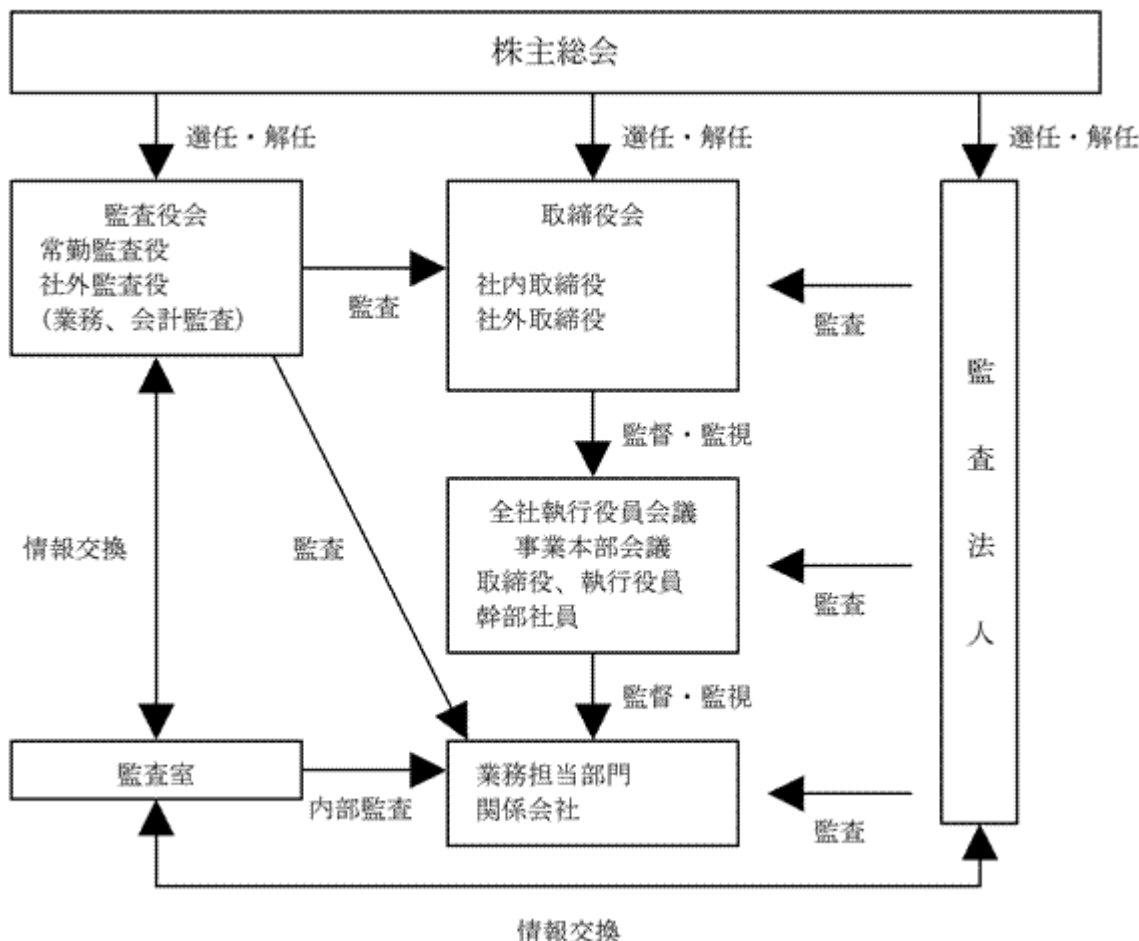 株主総会
選任・解任
選任・解任
選任・解任
監査役会
常勤監査役
社外監査役
(業務、会計監査)
監査
取締役会
社内取締役
社外取締役
監査
監督・監視
全社執行役員会議
事業本部会議
取締役、執行役員
幹部社員
監査
情報交換
監査
監督・監視
監査室
内部監査
業務担当部門
関係会社
監査
監査法人
情報交換